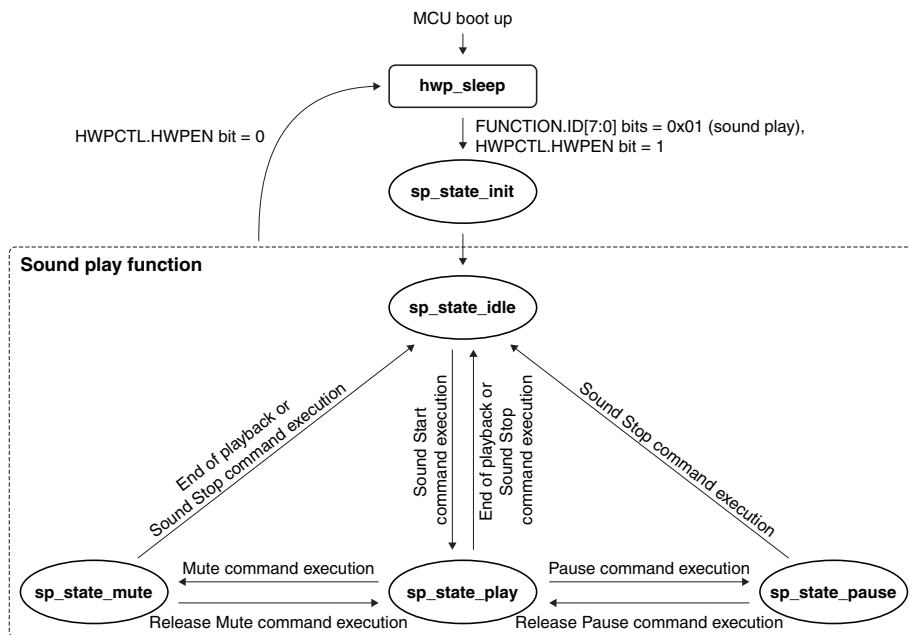 MCU boot up
hwp_sleep
HWPCTL.HWPEN bit = 0
FUNCTION.ID[7:0] bits = 0x01 (sound play),
HWPCTL.HWPEN bit = 1
sp_state_init
Sound play function
sp_state_idle
End of playback or
Sound Stop command execution
Sound Start
command execution
End of playback or
Sound Stop
command execution
Sound Stop command execution
sp_state_mute
Mute command execution
Release Mute command execution
sp_state_play
Pause command execution
Release Pause command execution
sp_state_pause